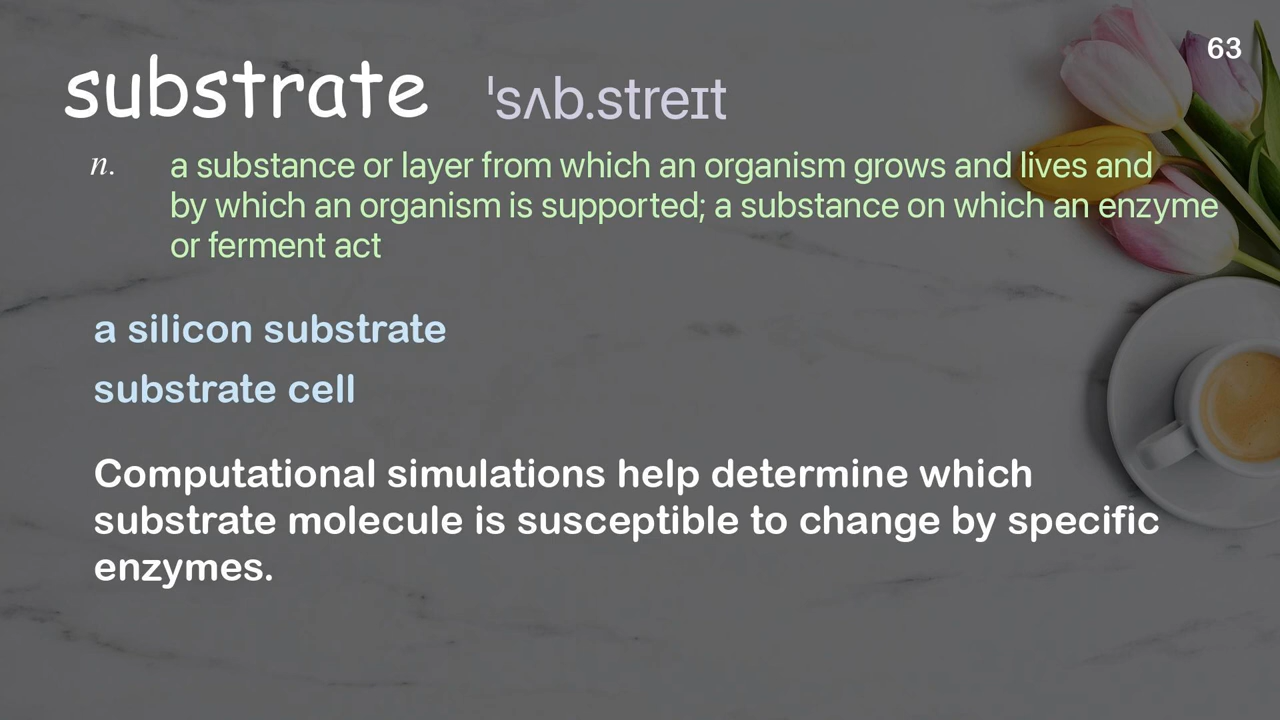 63
substrate ˈsʌb.streɪt
n. a substance or layer from which an organism grows and lives and
by which an organism is supported; a substance on which an enzyme
or ferment act
a silicon substrate
substrate cell
Computational simulations help determine which
substrate molecule is susceptible to change by specific
enzymes.